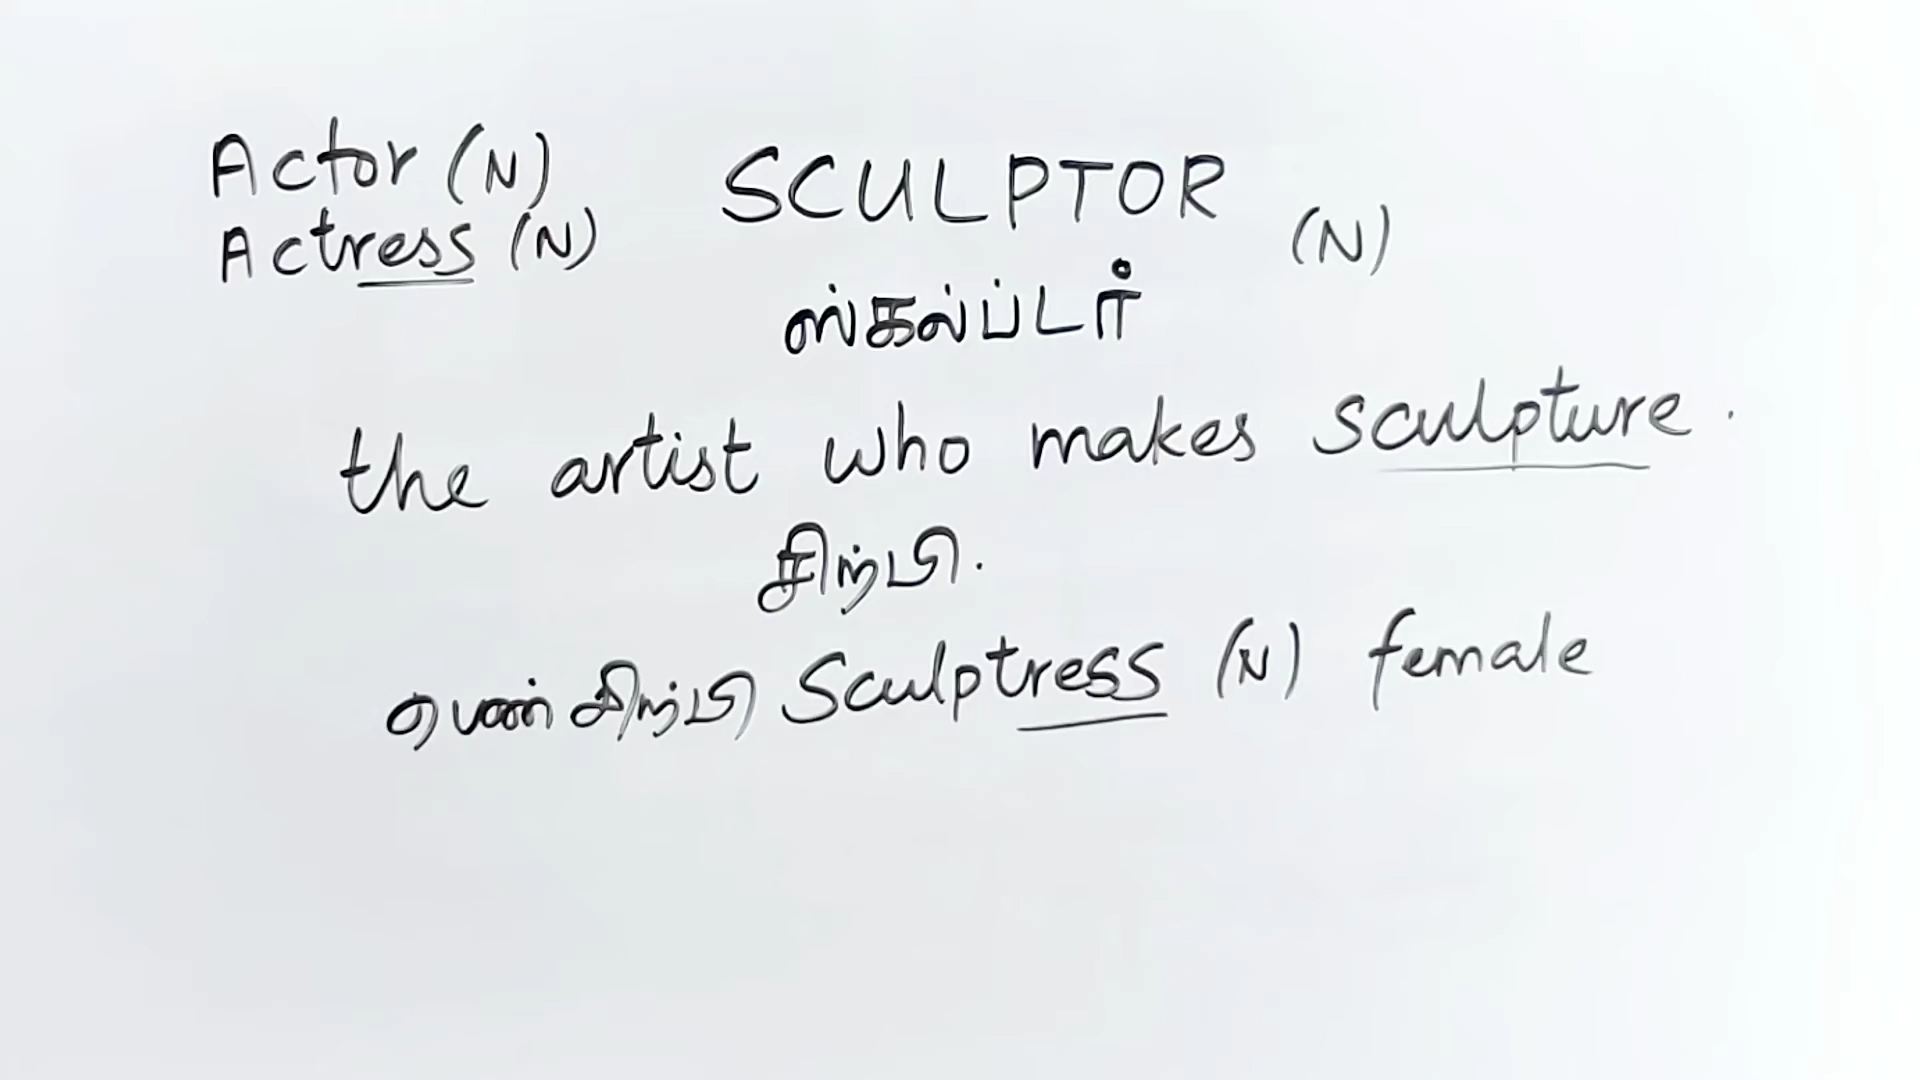 Actor (N)
Actress (N)
SCULPTOR (N)
ஸ்கல்ப்டர்
the artist who makes sculpture.
சிற்பி.
பெண் சிற்பி Sculptress (N) female